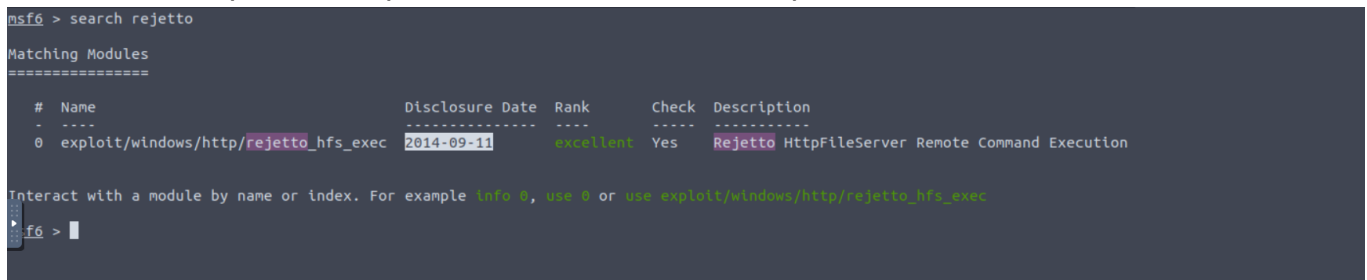 msf6 > search rejetto
Matching Modules
================
# Name Disclosure Date Rank Check Description
- ---- --------------- ---- ----- -----------
0 exploit/windows/http/rejetto_hfs_exec 2014-09-11 excellent Yes Rejetto HttpFileServer Remote Command Execution
Interact with a module by name or index. For example info 0, use 0 or use exploit/windows/http/rejetto_hfs_exec
sf6 >